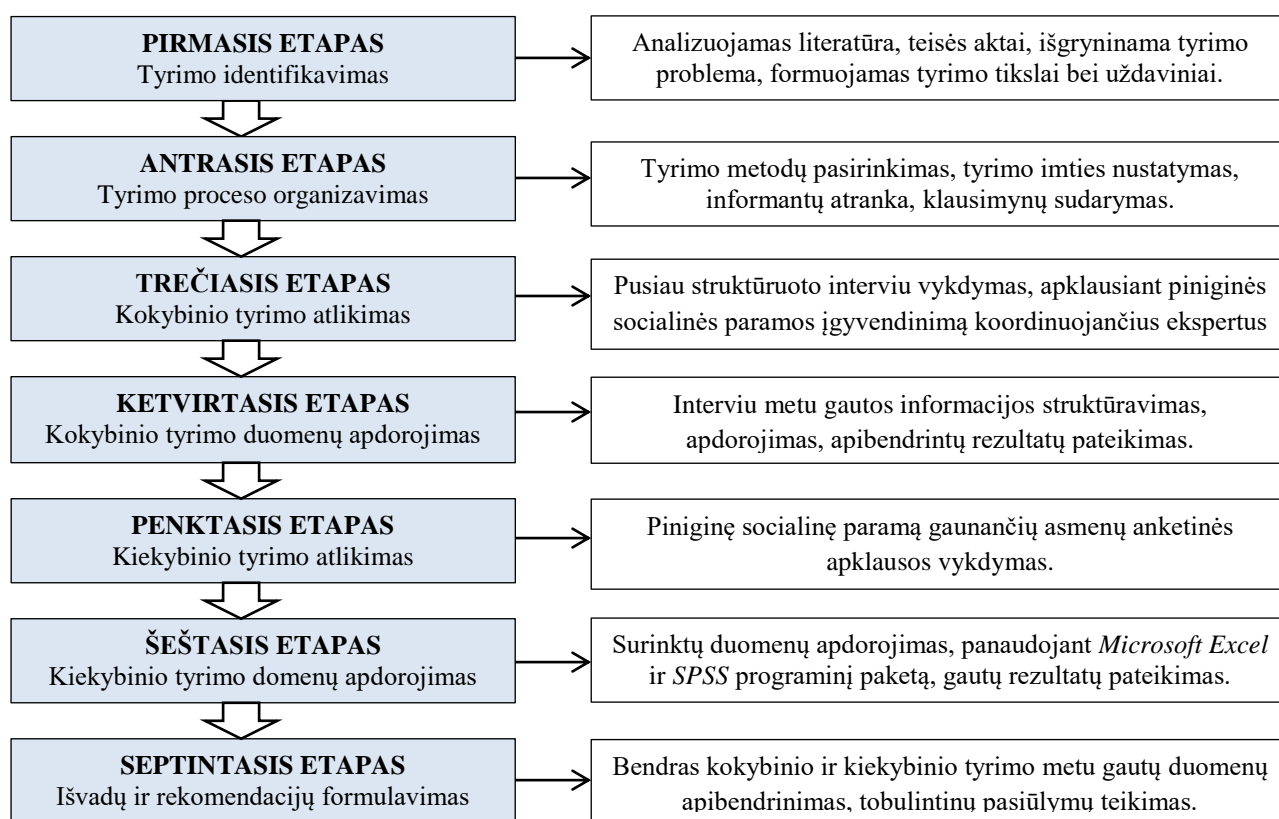 PIRMASIS ETAPAS
Tyrimo identifikavimas
Analizuojamas literatūra, teisės aktai, išgryninama tyrimo
problema, formuojamas tyrimo tikslai bei uždaviniai.
ANTRASIS ETAPAS
Tyrimo proceso organizavimas
Tyrimo metodų pasirinkimas, tyrimo imties nustatymas,
informantų atranka, klausimynų sudarymas.
TREČIASIS ETAPAS
Kokybinio tyrimo atlikimas
Pusiau struktūruoto interviu vykdymas, apklausiant piniginės
socialinės paramos įgyvendinimą koordinuojančius ekspertus
KETVIRTASIS ETAPAS
Kokybinio tyrimo duomenų apdorojimas
Interviu metu gautos informacijos struktūravimas,
apdorojimas, apibendrintų rezultatų pateikimas.
PENKTASIS ETAPAS
Kiekybinio tyrimo atlikimas
Piniginę socialinę paramą gaunančių asmenų anketinės
apklausos vykdymas.
ŠEŠTASIS ETAPAS
Kiekybinio tyrimo domenų apdorojimas
Surinktų duomenų apdorojimas, panaudojant Microsoft Excel
ir SPSS programinį paketą, gautų rezultatų pateikimas.
SEPTINTASIS ETAPAS
Išvadų ir rekomendacijų formulavimas
Bendras kokybinio ir kiekybinio tyrimo metu gautų duomenų
apibendrinimas, tobulintinų pasiūlymų teikimas.